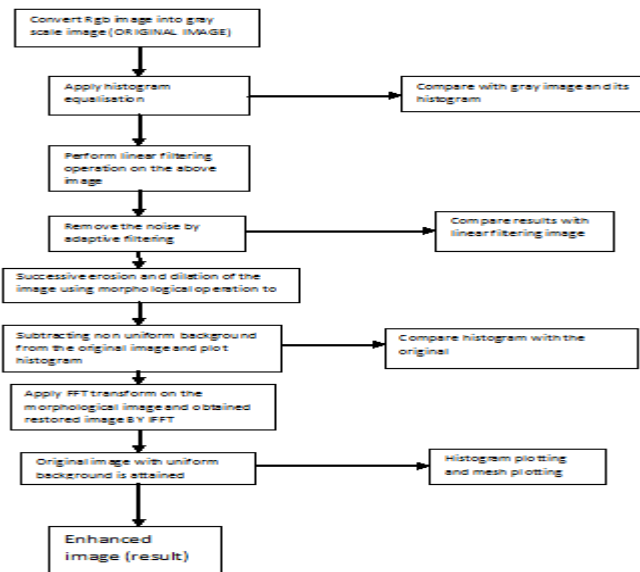 Convert Rgb image into gray
scale image (ORIGINAL IMAGE)
Apply histogram
equalisation
Compare with gray image and its
histogram
Perform linear filtering
operation on the above
image
Remove the noise by
adaptive filtering
Compare results with
linear filtering image
Successive erosion and dilation of the
image using morphological operation to
Subtracting non uniform background
from the original image and plot
histogram
Compare histogram with the
original
Apply FFT transform on the
morphological image and obtained
restored image BY IFFT
Original image with uniform
background is attained
Histogram plotting
and mesh plotting
Enhanced
image (result)